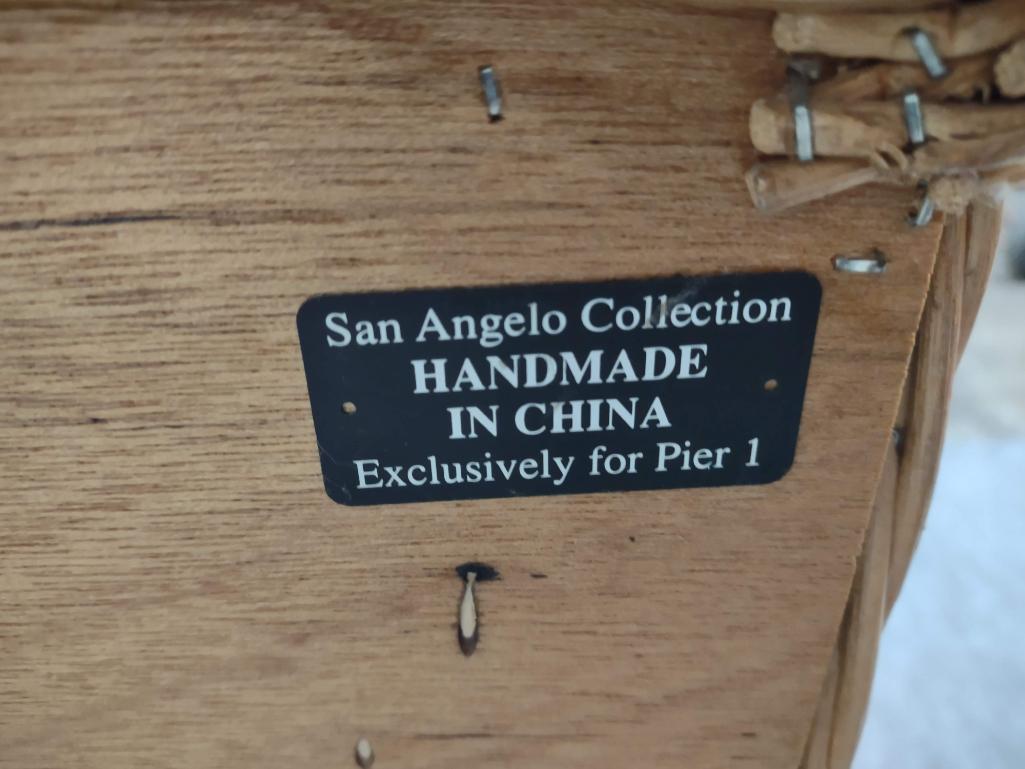 San Angelo Collection
HANDMADE
IN CHINA
Exclusively for Pier 1